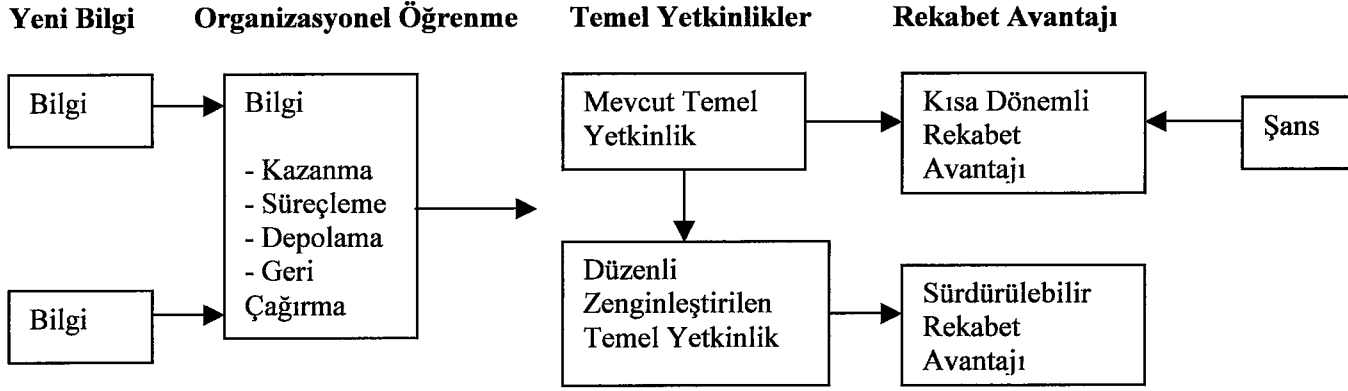 Yeni Bilgi
Organizasyonel Öğrenme
Temel Yetkinlikler
Rekabet Avantajı
Bilgi
Bilgi
Bilgi
- Kazanma
- Süreçleme
- Depolama
- Geri
Çağırma
Mevcut Temel
Yetkinlik
Düzenli
Zenginleştirilen
Temel Yetkinlik
Kısa Dönemli
Rekabet
Avantajı
Sürdürülebilir
Rekabet
Avantajı
Şans